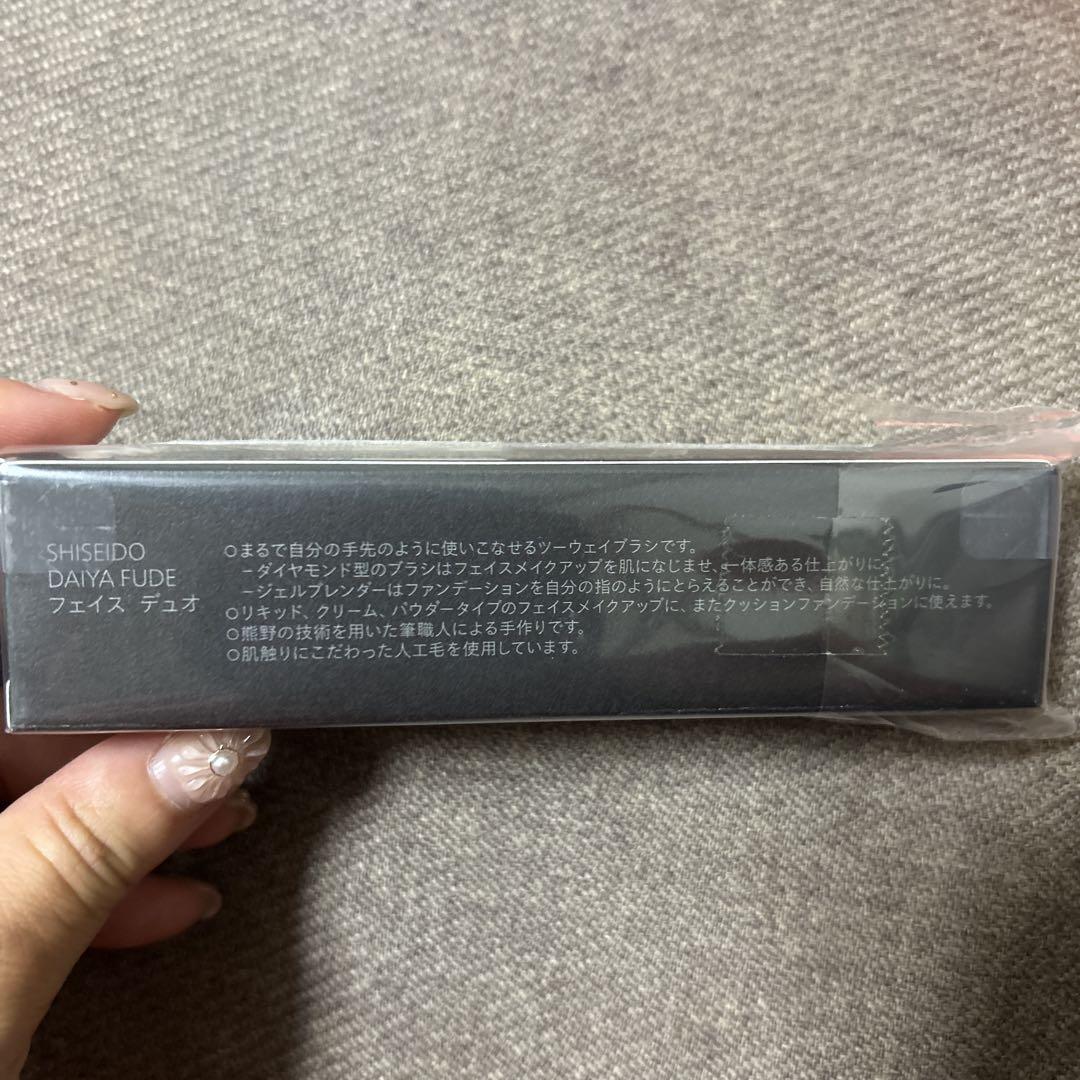 SHISEIDO
DAIYA FUDE
フェイス デュオ
○まるで自分の手先のように使いこなせるツーウェイブラシです。
−ダイヤモンド型のブラシはフェイスメイクアップを肌になじませ、一体感ある仕上がりに。
−ジェルブレンダーはファンデーションを自分の指のようにとらえることができ、自然な仕上がりに。
○リキッド、クリーム、パウダータイプのフェイスメイクアップに、またクッションファンデーションに使えます。
○熊野の技術を用いた筆職人による手作りです。
○肌触りにこだわった人工毛を使用しています。